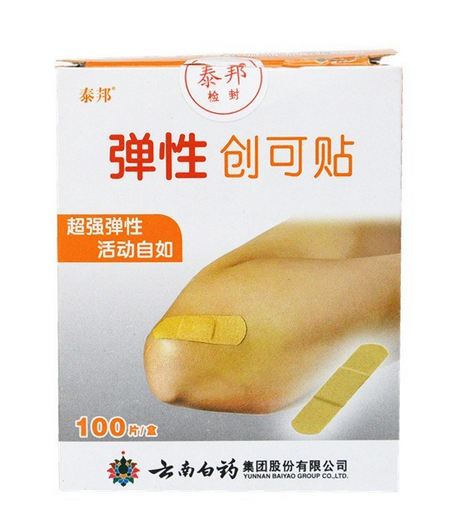 泰邦
检封
泰邦®
弹性 创可贴
超强弹性
活动自如
100片/盒
云南白药 集团股份有限公司
YUNNAN BAIYAO GROUP CO.,LTD.